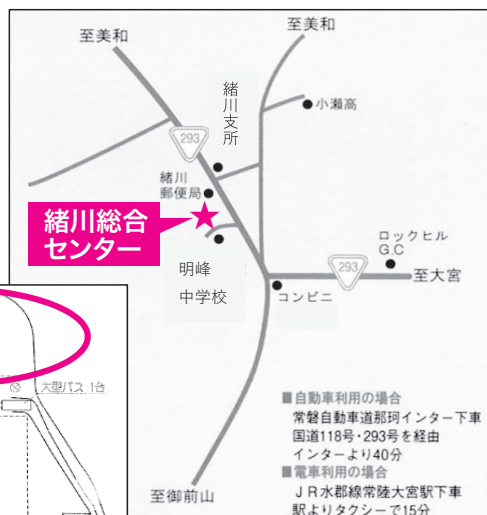 至美和
至美和
小瀬高
緒川支所
293
緒川
郵便局
緒川総合
センター
明峰
中学校
ロックヒル
G.C
293
至大宮
コンビニ
大型バス 1台
至御前山
■自動車利用の場合
常磐自動車道那珂インター下車
国道118号・293号を経由
インターより40分
■電車利用の場合
JR水郡線常陸大宮駅下車
駅よりタクシーで15分